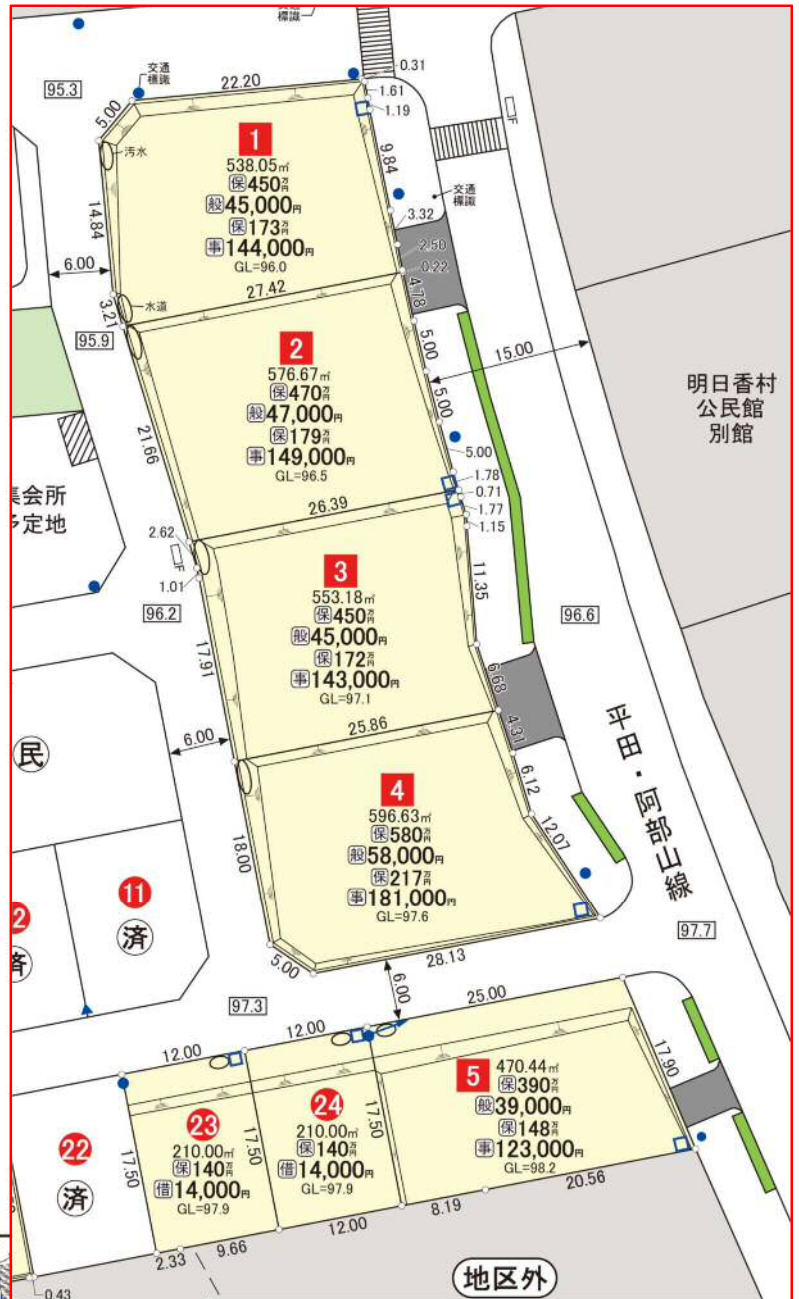 標識
交通
標識
95.3
22.20
0.31
1.61
1.19
5.00
汚水
1
538.05㎡
保450万円
般45,000円
保173万円
事144,000円
GL=96.0
9.84
交通
標識
3.32
2.50
0.22
4.78
14.84
6.00
27.42
水道
3.21
95.9
2
576.67㎡
保470万円
般47,000円
保179万円
事149,000円
GL=96.5
5.00
15.00
5.00
5.00
明日香村
公民館
別館
21.66
1.78
0.71
1.77
1.15
26.39
集会所
予定地
2.62
F
1.01
96.2
3
553.18㎡
保450万円
般45,000円
保172万円
事143,000円
GL=97.1
11.35
96.6
17.91
6.68
4.31
民
6.00
25.86
平田・阿部山線
4
596.63㎡
保580万円
般58,000円
保217万円
事181,000円
GL=97.6
6.12
12.07
18.00
11
済
2
済
97.7
5.00
28.13
6.00
97.3
25.00
12.00
12.00
17.90
5
470.44㎡
保390万円
般39,000円
保148万円
事123,000円
GL=98.2
23
210.00㎡
保140万円
借14,000円
GL=97.9
24
210.00㎡
保140万円
借14,000円
GL=97.9
22
済
17.50
17.50
17.50
20.56
8.19
12.00
9.66
2.33
0.43
地区外
F